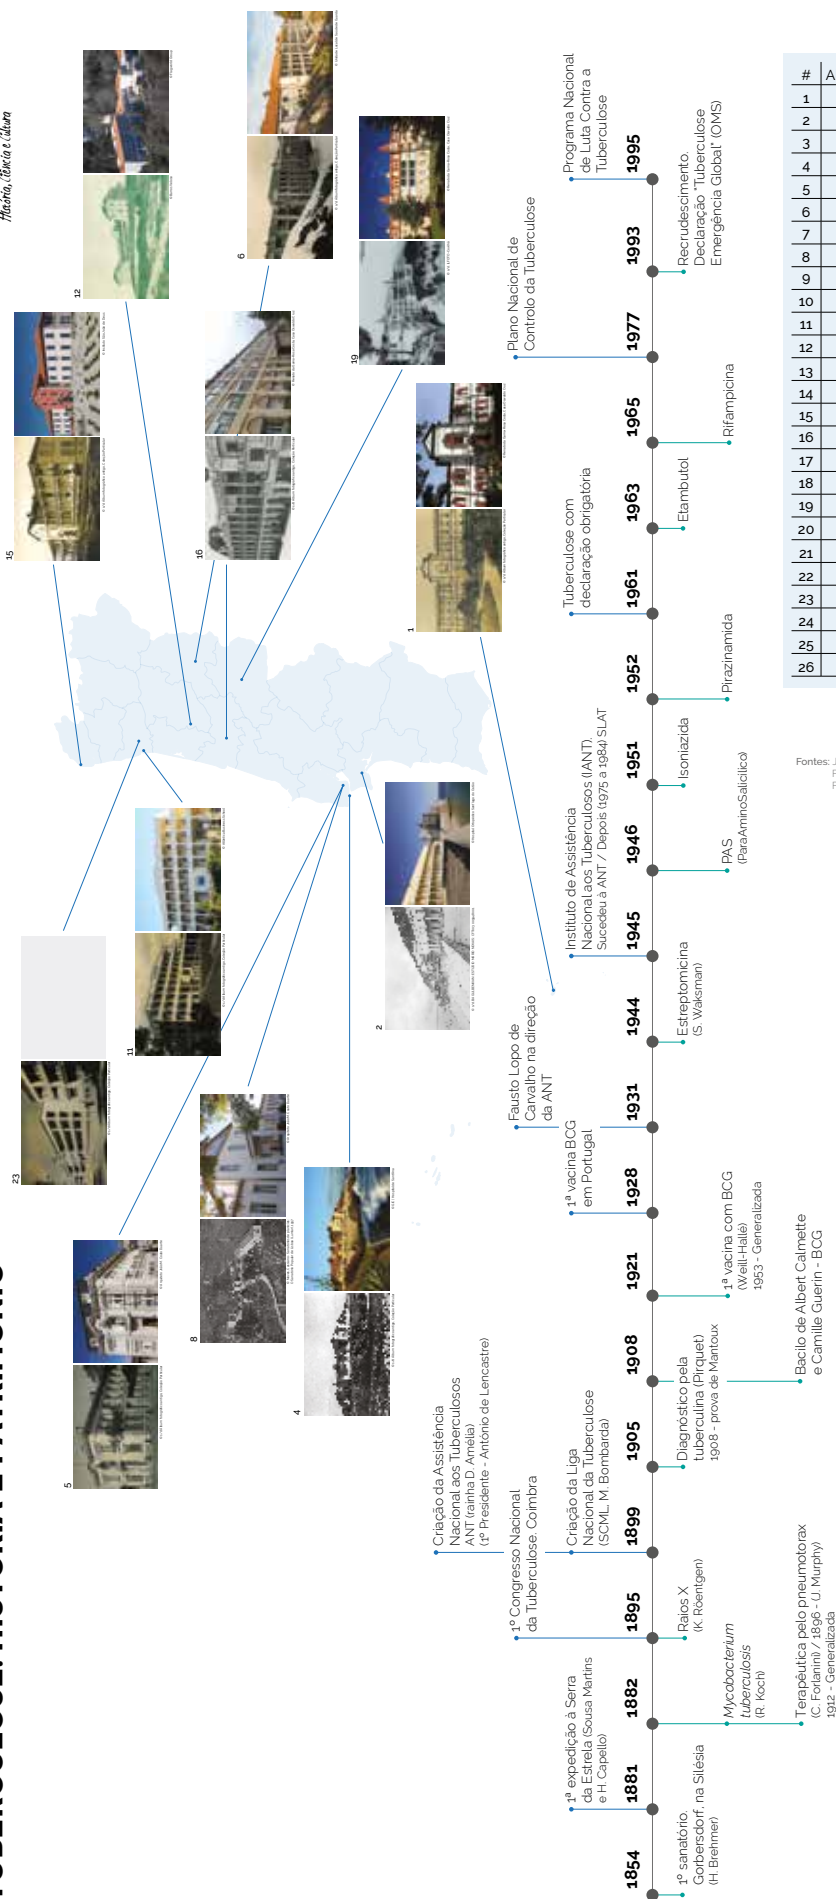 História, Ciência e Cultura
15
12
6
16
19
1
23
11
2
5
8
4
1854
1º sanatório.
Gorbersdorf, na Silésia
(H. Brehmer)
1881
1ª expedição à Serra
da Estrela (Sousa Martins
e H. Capello)
1882
Mycobacterium
tuberculosis
(R. Koch)
Terapêutica pelo pneumotorax
(C. Forlanini) / 1896 - (J. Murphy)
1912 - Generalizada
1895
1º Congresso Nacional
da Tuberculose. Coimbra
Raios X
(K. Röentgen)
1899
Criação da Assistência
Nacional aos Tuberculosos
ANT (rainha D. Amélia)
(1º Presidente - António de Lencastre)
Criação da Liga
Nacional da Tuberculose
(SCML, M. Bombarda)
1905
Diagnóstico pela
tuberculina (Pirquet)
1908 - prova de Mantoux
1908
Bacilo de Albert Calmette
e Camille Guerin - BCG
1921
1ª vacina com BCG
(Weill-Hallé)
1953 - Generalizada
1928
1ª vacina BCG
em Portugal
1931
Fausto Lopo de
Carvalho na direção
da ANT
1944
Estreptomicina
(S. Waksman)
1945
Instituto de Assistência
Nacional aos Tuberculosos (IANT).
Sucedeu à ANT / Depois (1975 a 1984) SLAT
1946
PAS
(ParaAminoSalicílico)
1951
Isoniazida
1952
Pirazinamida
1961
Tuberculose com
declaração obrigatória
1963
Etambutol
1965
Rifampicina
1977
Plano Nacional de
Controlo da Tuberculose
1993
Recrudescimento.
Declaração "Tuberculose
Emergência Global" (OMS)
1995
Programa Nacional
de Luta Contra a
Tuberculose
# A
1
2
3
4
5
6
7
8
9
10
11
12
13
14
15
16
17
18
19
20
21
22
23
24
25
26
Fontes: J
F